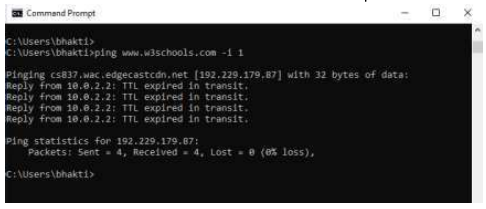 Command Prompt
C:\Users\bhakti>
C:\Users\bhakti>ping www.w3schools.com -i 1
Pinging cs837.wac.edgecastcdn.net [192.229.179.87] with 32 bytes of data:
Reply from 10.0.2.2: TTL expired in transit.
Reply from 10.0.2.2: TTL expired in transit.
Reply from 10.0.2.2: TTL expired in transit.
Reply from 10.0.2.2: TTL expired in transit.
Ping statistics for 192.229.179.87:
Packets: Sent = 4, Received = 4, Lost = 0 (0% loss),
C:\Users\bhakti>